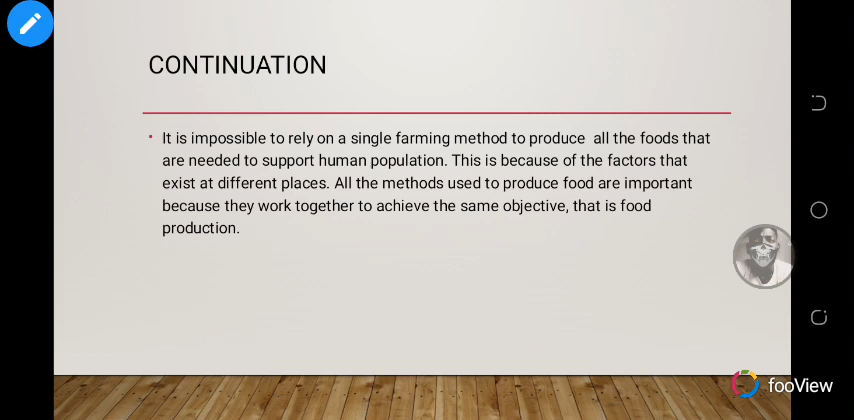 CONTINUATION
• It is impossible to rely on a single farming method to produce  all the foods that
are needed to support human population. This is because of the factors that
exist at different places. All the methods used to produce food are important
because they work together to achieve the same objective, that is food
production.
fooView